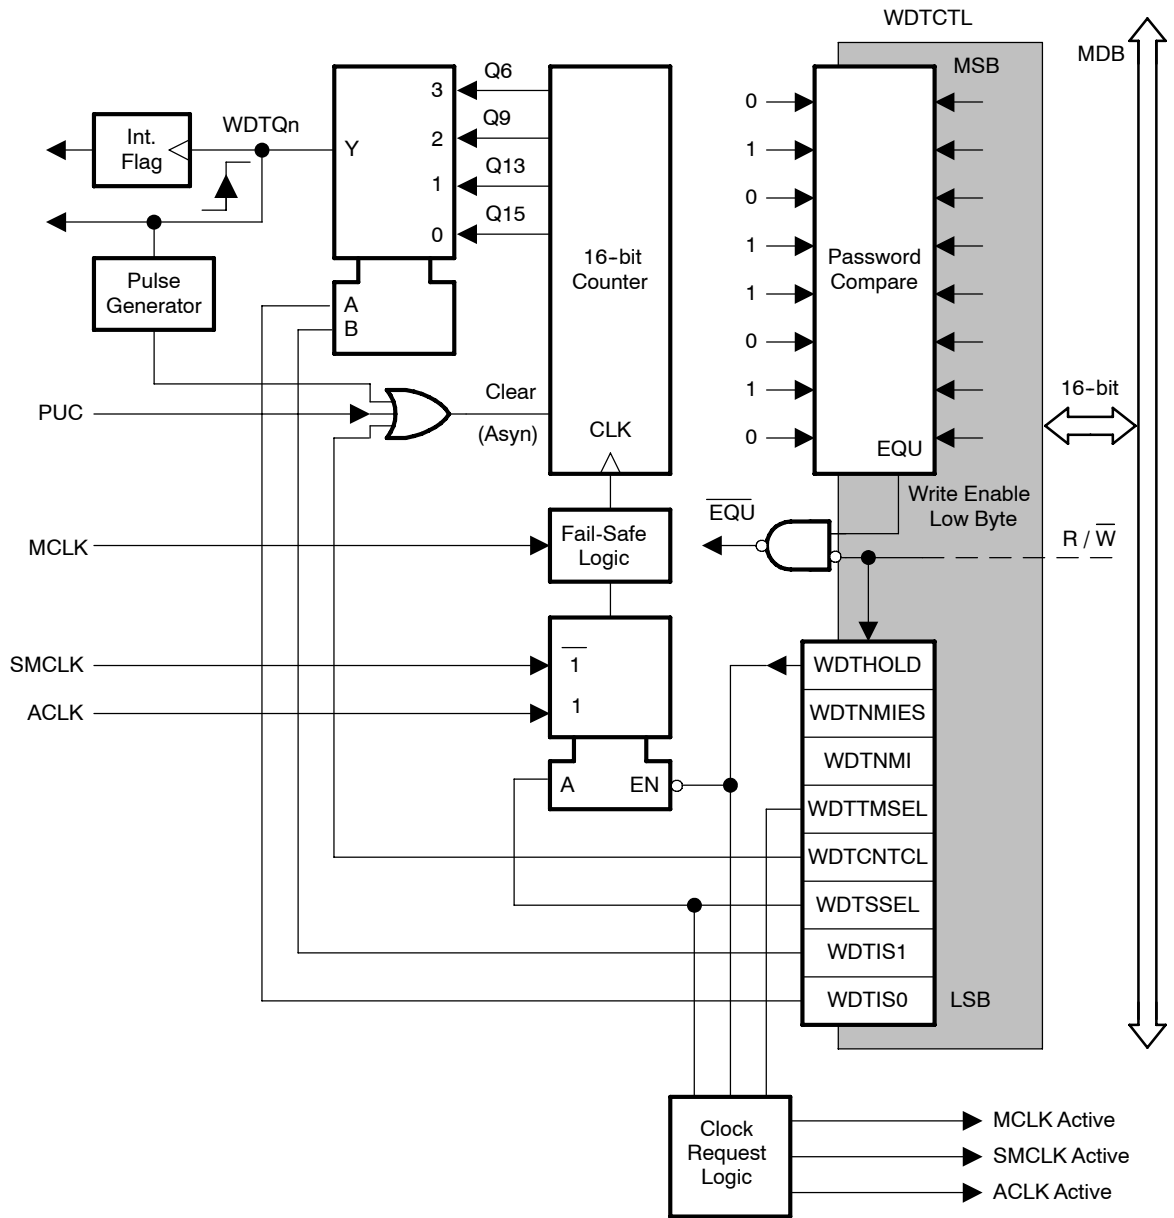 WDTCTL
MDB
MSB
Q6
3
Q9
2
Q13
1
Q15
0
Y
WDTQn
Int.
Flag
16-bit
Counter
Pulse
Generator
A
B
PUC
Clear
(Asyn)
CLK
0
1
0
1
1
0
1
0
Password
Compare
EQU
16-bit
Write Enable
Low Byte
EQU
R / W
MCLK
Fail-Safe
Logic
SMCLK
1
ACLK
1
A
EN
WDTHOLD
WDTNMIES
WDTNMI
WDTTMSEL
WDTCNTCL
WDTSSEL
WDTIS1
WDTIS0
LSB
Clock
Request
Logic
MCLK Active
SMCLK Active
ACLK Active